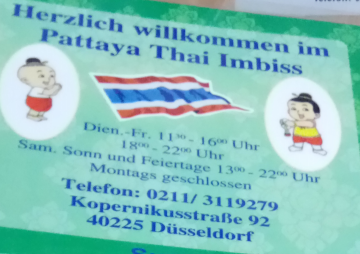 Herzlich willkommen im
Pattaya Thai Imbiss
Dien.-Fr. 11³⁰ - 16⁰⁰ Uhr
18⁰⁰ - 22 Uhr
Sam. Sonn und Feiertage 13⁰⁰ - 22⁰⁰ Uhr
Montags geschlossen
Telefon: 0211/ 3119279
Kopernikusstraße 92
40225 Düsseldorf